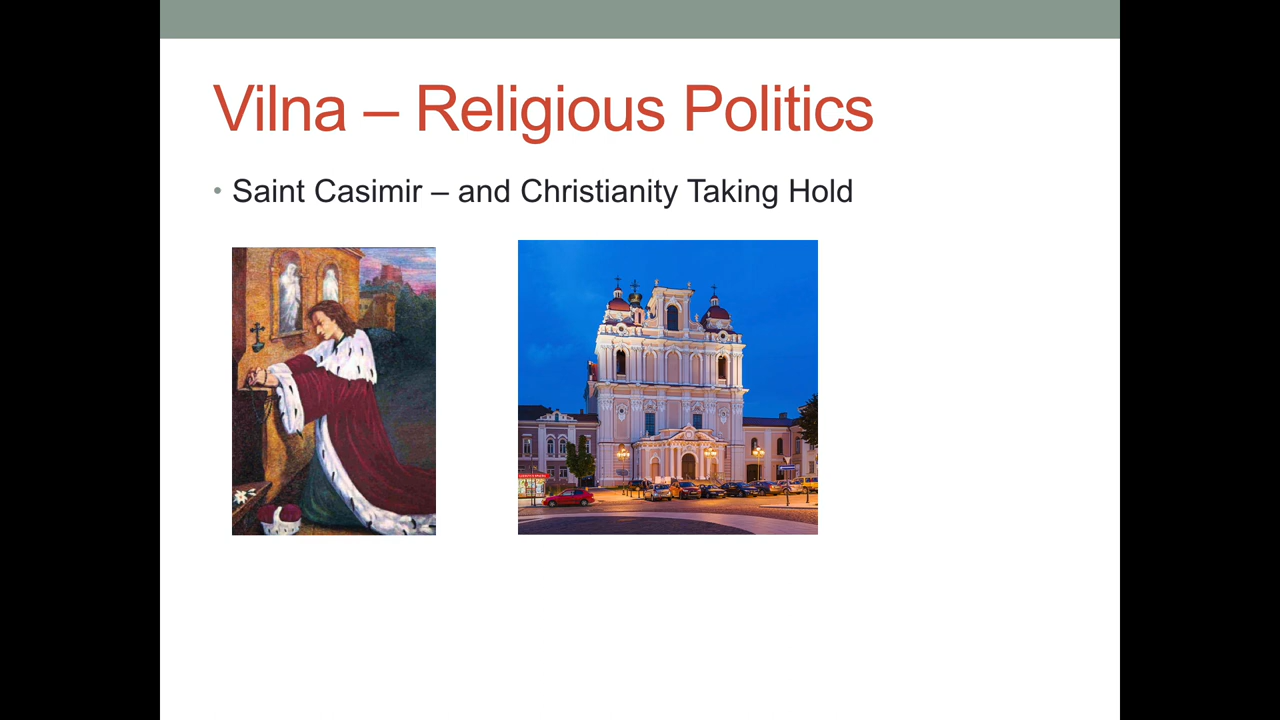 Vilna – Religious Politics
• Saint Casimir – and Christianity Taking Hold